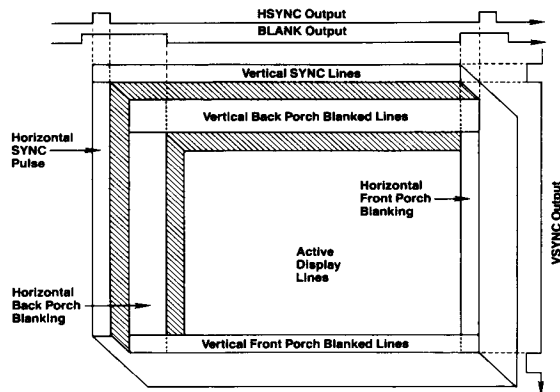 HSYNC Output
BLANK Output
Vertical SYNC Lines
Vertical Back Porch Blanked Lines
Horizontal
SYNC
Pulse
Horizontal
Front Porch
Blanking
VSYNC Output
Active
Display
Lines
Horizontal
Back Porch
Blanking
Vertical Front Porch Blanked Lines